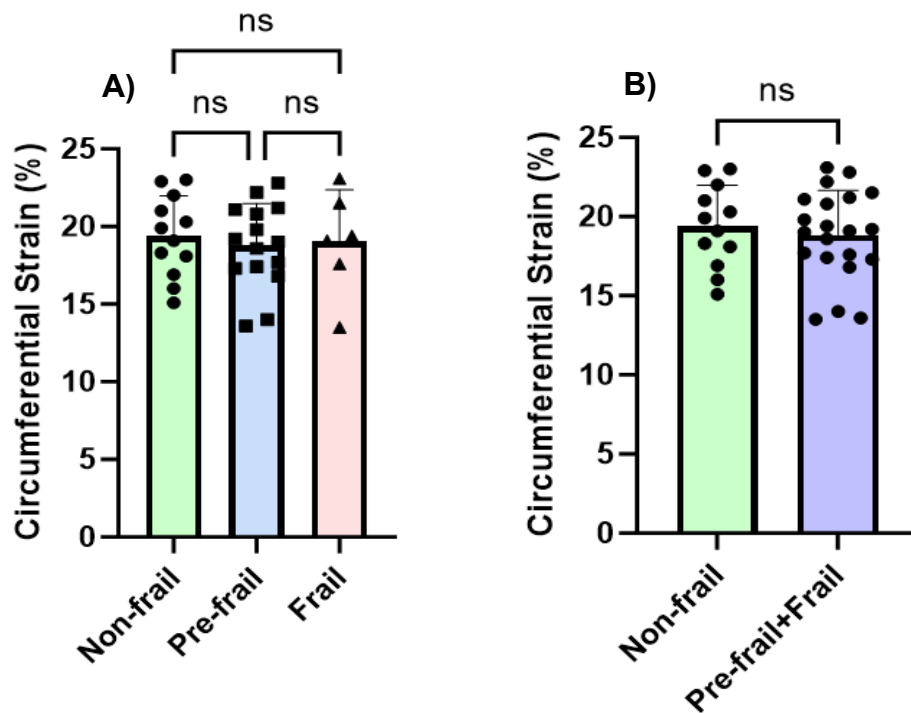 A)
ns
ns
ns
Circumferential Strain (%)
25
20
15
10
5
0
Non-frail
Pre-frail
Frail
B)
ns
Circumferential Strain (%)
25
20
15
10
5
0
Non-frail
Pre-frail+Frail